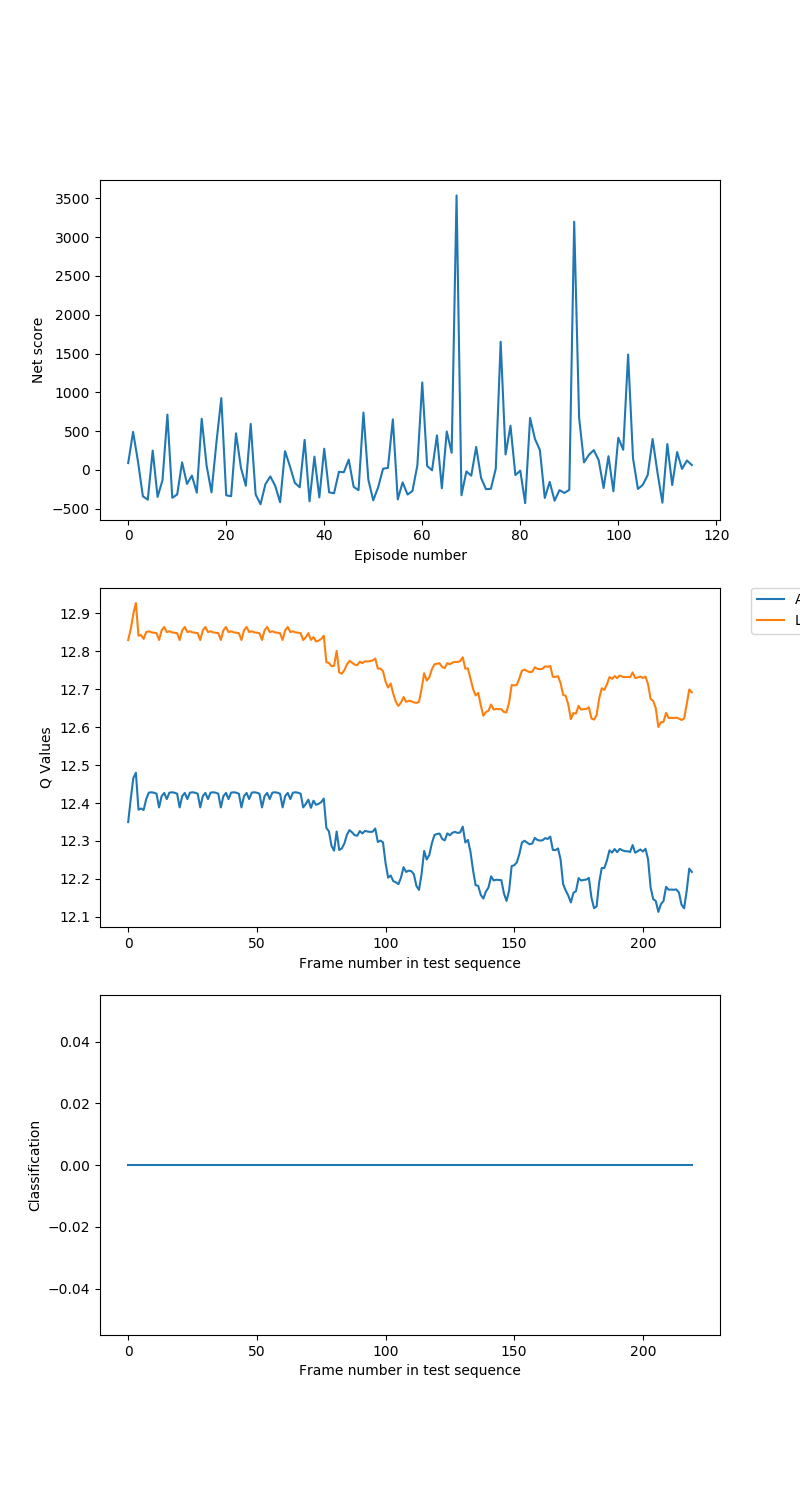 3500
3000
2500
2000
1500
1000
500
0
−500
Net score
0 20 40 60 80 100 120
Episode number
12.9
12.8
12.7
12.6
12.5
12.4
12.3
12.2
12.1
Q Values
0 50 100 150 200
Frame number in test sequence
0.04
0.02
0.00
−0.02
−0.04
Classification
0 50 100 150 200
Frame number in test sequence